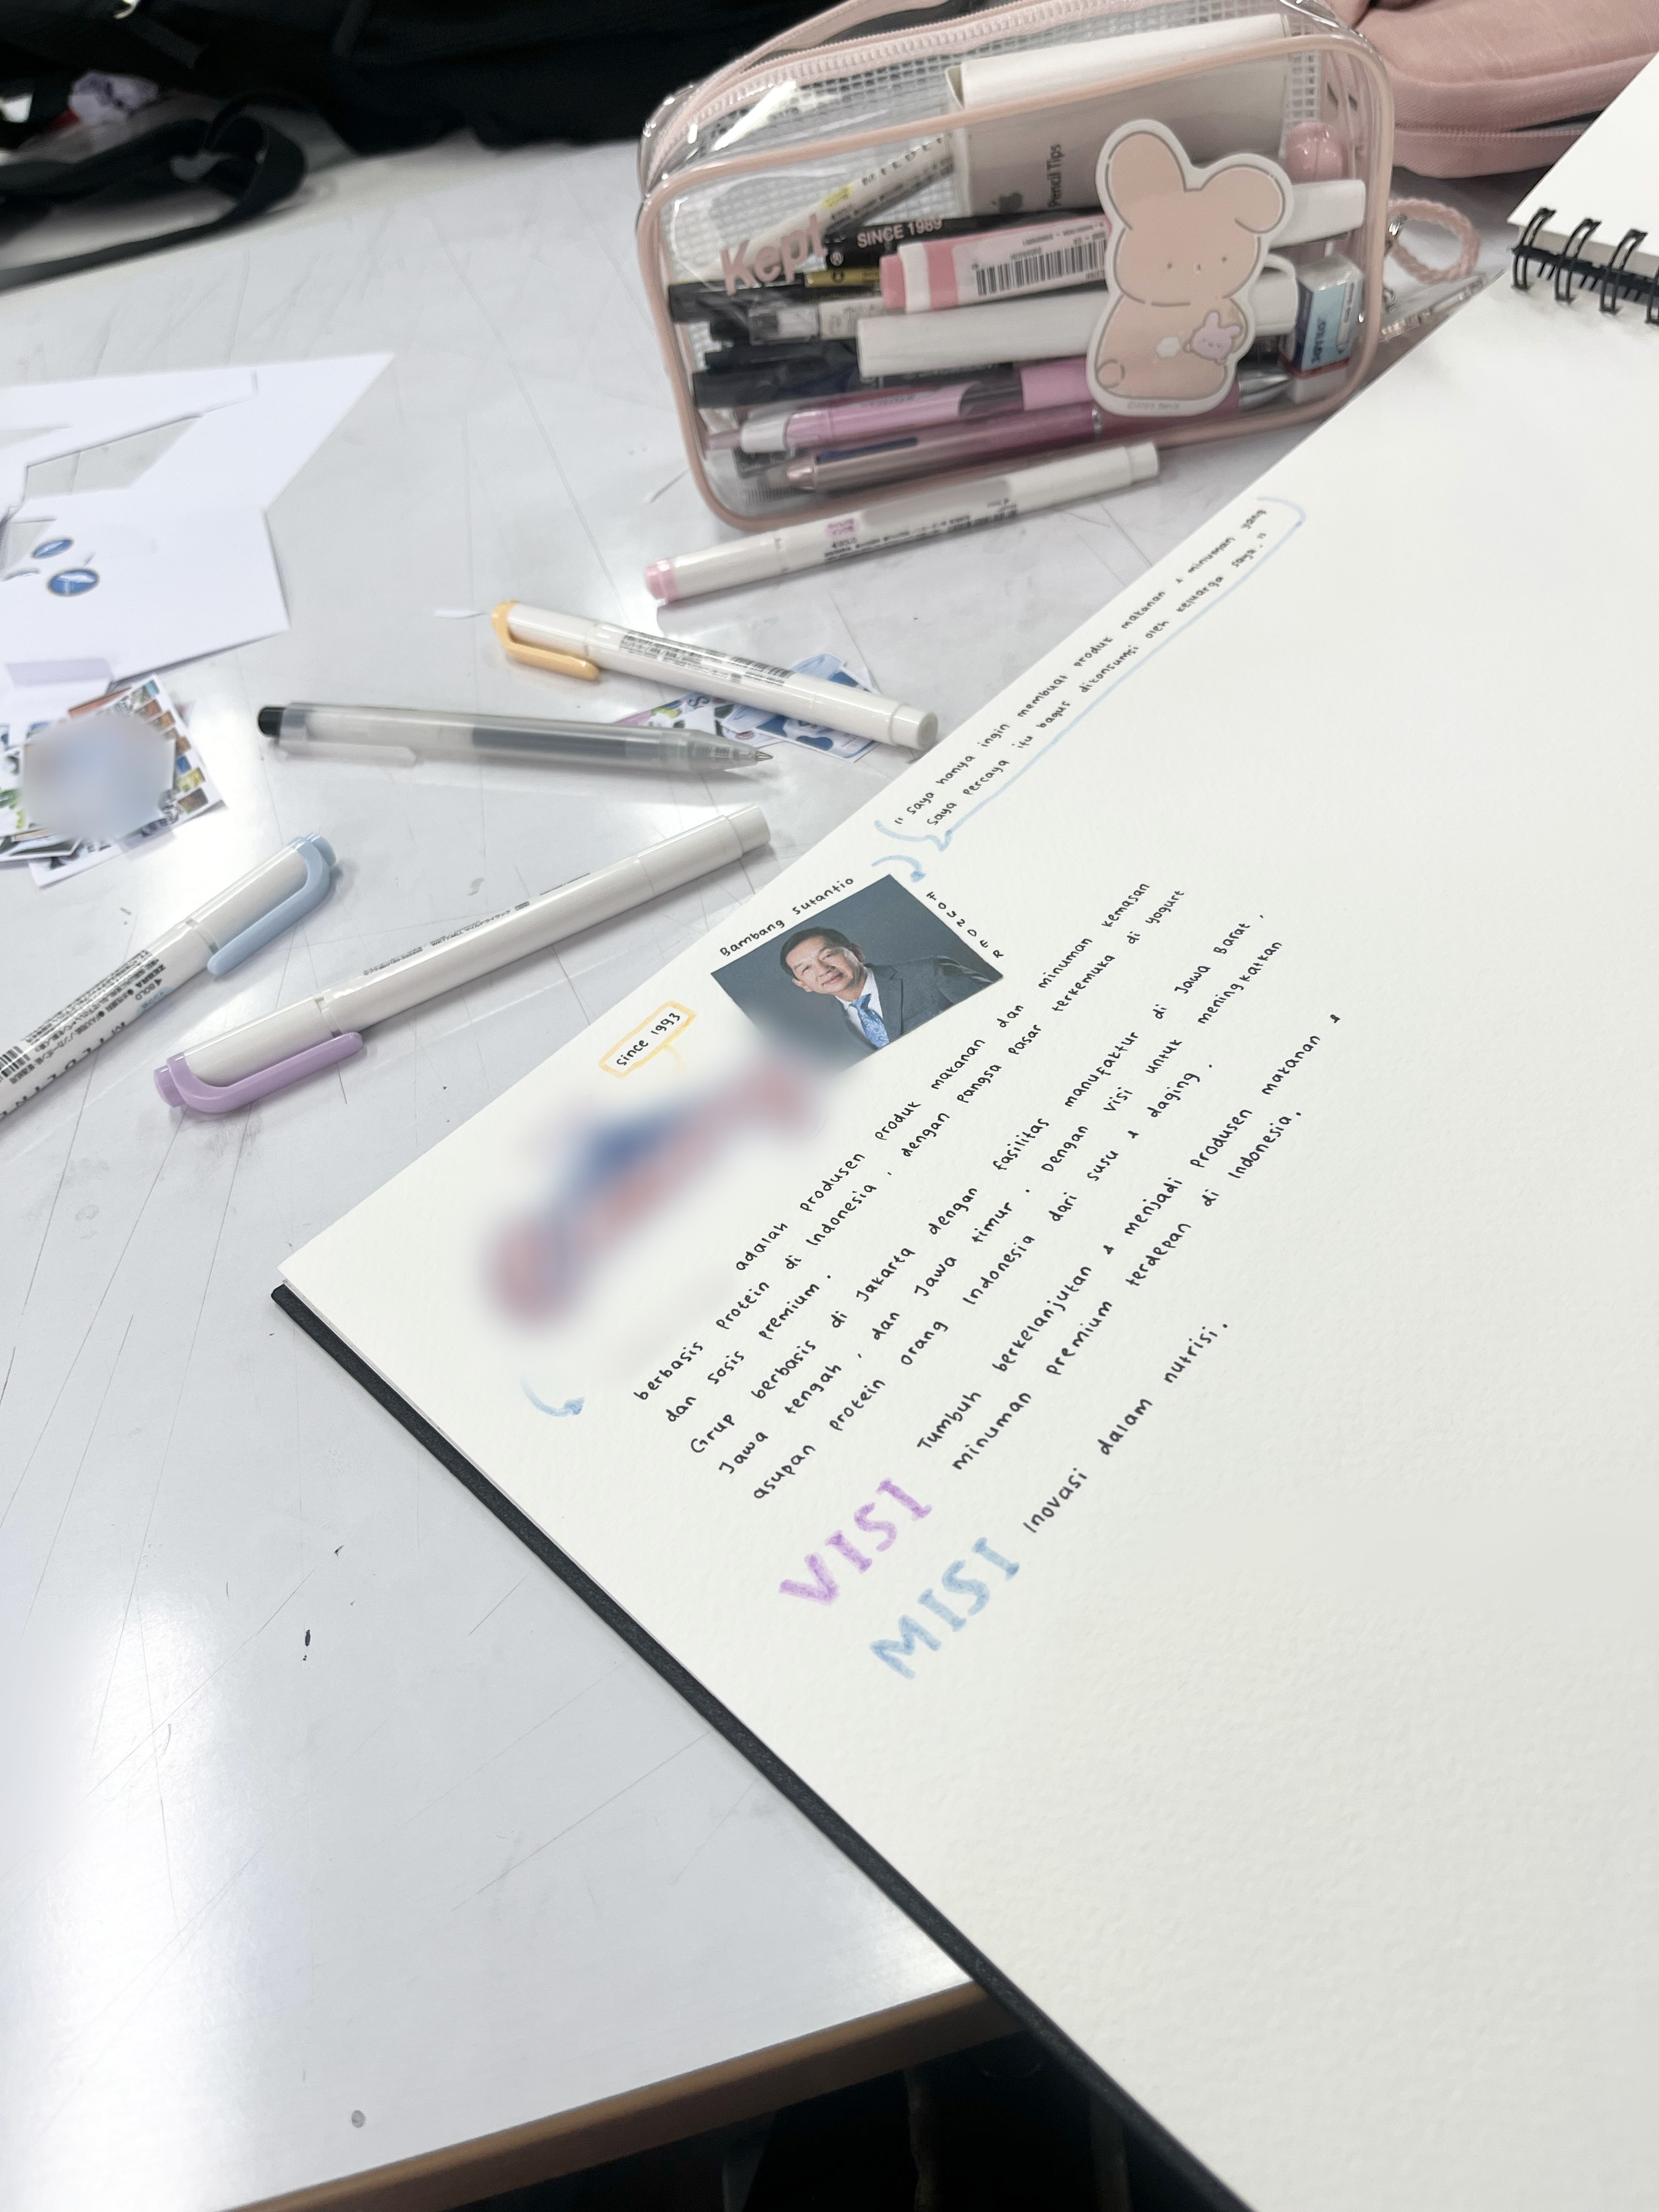 Kept
SINCE 1989
Pencil Tips
" Saya hanya ingin membuat produk makanan & minuman yang
saya percaya itu bagus dikonsumsi oleh keluarga saya. "
Bambang Sutantio
FOUNDER
since 1993
adalah produsen produk makanan dan minuman kemasan
berbasis protein di Indonesia, dengan pangsa pasar terkemuka di yogurt
dan sosis premium.
Grup berbasis di Jakarta dengan fasilitas manufaktur di Jawa Barat,
Jawa tengah, dan Jawa timur. Dengan visi untuk meningkatkan
asupan protein orang Indonesia dari susu & daging.
VISI Tumbuh berkelanjutan & menjadi produsen makanan &
minuman premium terdepan di Indonesia.
MISI Inovasi dalam nutrisi.